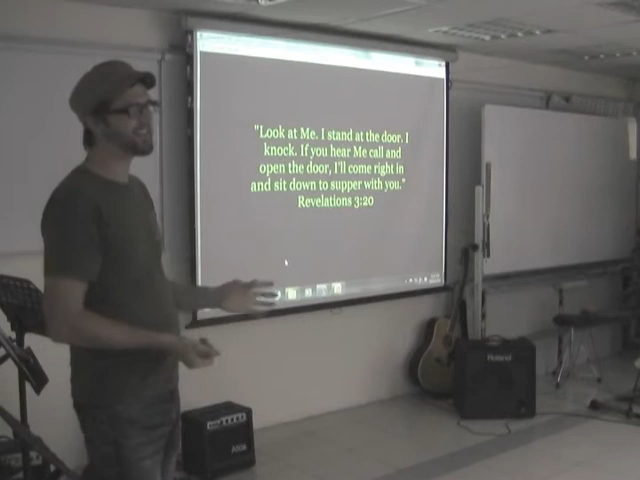 "Look at Me. I stand at the door. I
knock. If you hear Me call and
open the door, I'll come right in
and sit down to supper with you."
Revelations 3:20
Roland